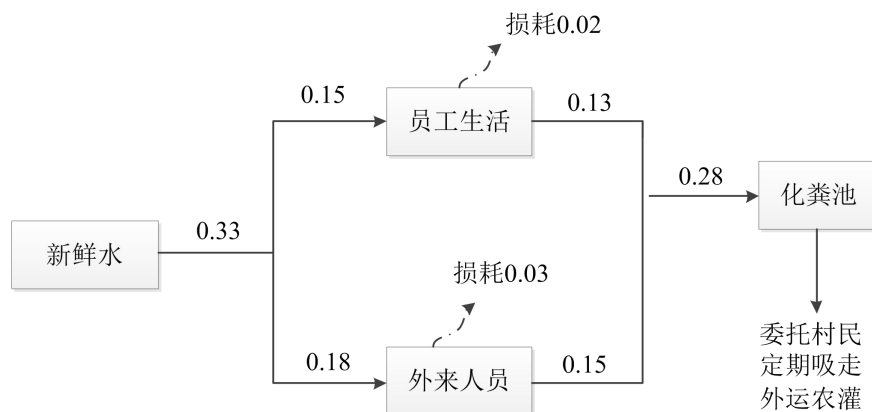 损耗0.02
0.15
员工生活
0.13
0.28
化粪池
新鲜水
0.33
损耗0.03
0.18
外来人员
0.15
委托村民
定期吸走
外运农灌